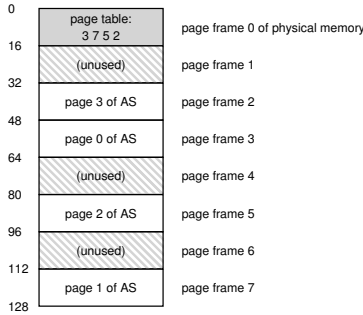 0
page table:
3 7 5 2
page frame 0 of physical memory
16
(unused)
page frame 1
32
page 3 of AS
page frame 2
48
page 0 of AS
page frame 3
64
(unused)
page frame 4
80
page 2 of AS
page frame 5
96
(unused)
page frame 6
112
page 1 of AS
page frame 7
128